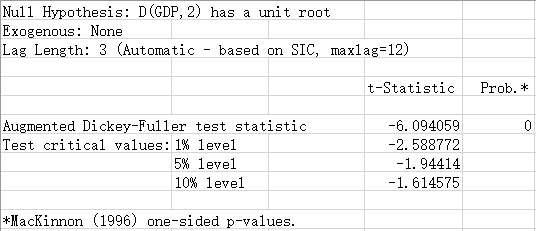 Null Hypothesis: D(GDP,2) has a unit root
Exogenous: None
Lag Length: 3 (Automatic - based on SIC, maxlag=12)
t-Statistic Prob.*
Augmented Dickey-Fuller test statistic -6.094059 0
Test critical values: 1% level -2.588772
5% level -1.94414
10% level -1.614575
*MacKinnon (1996) one-sided p-values.